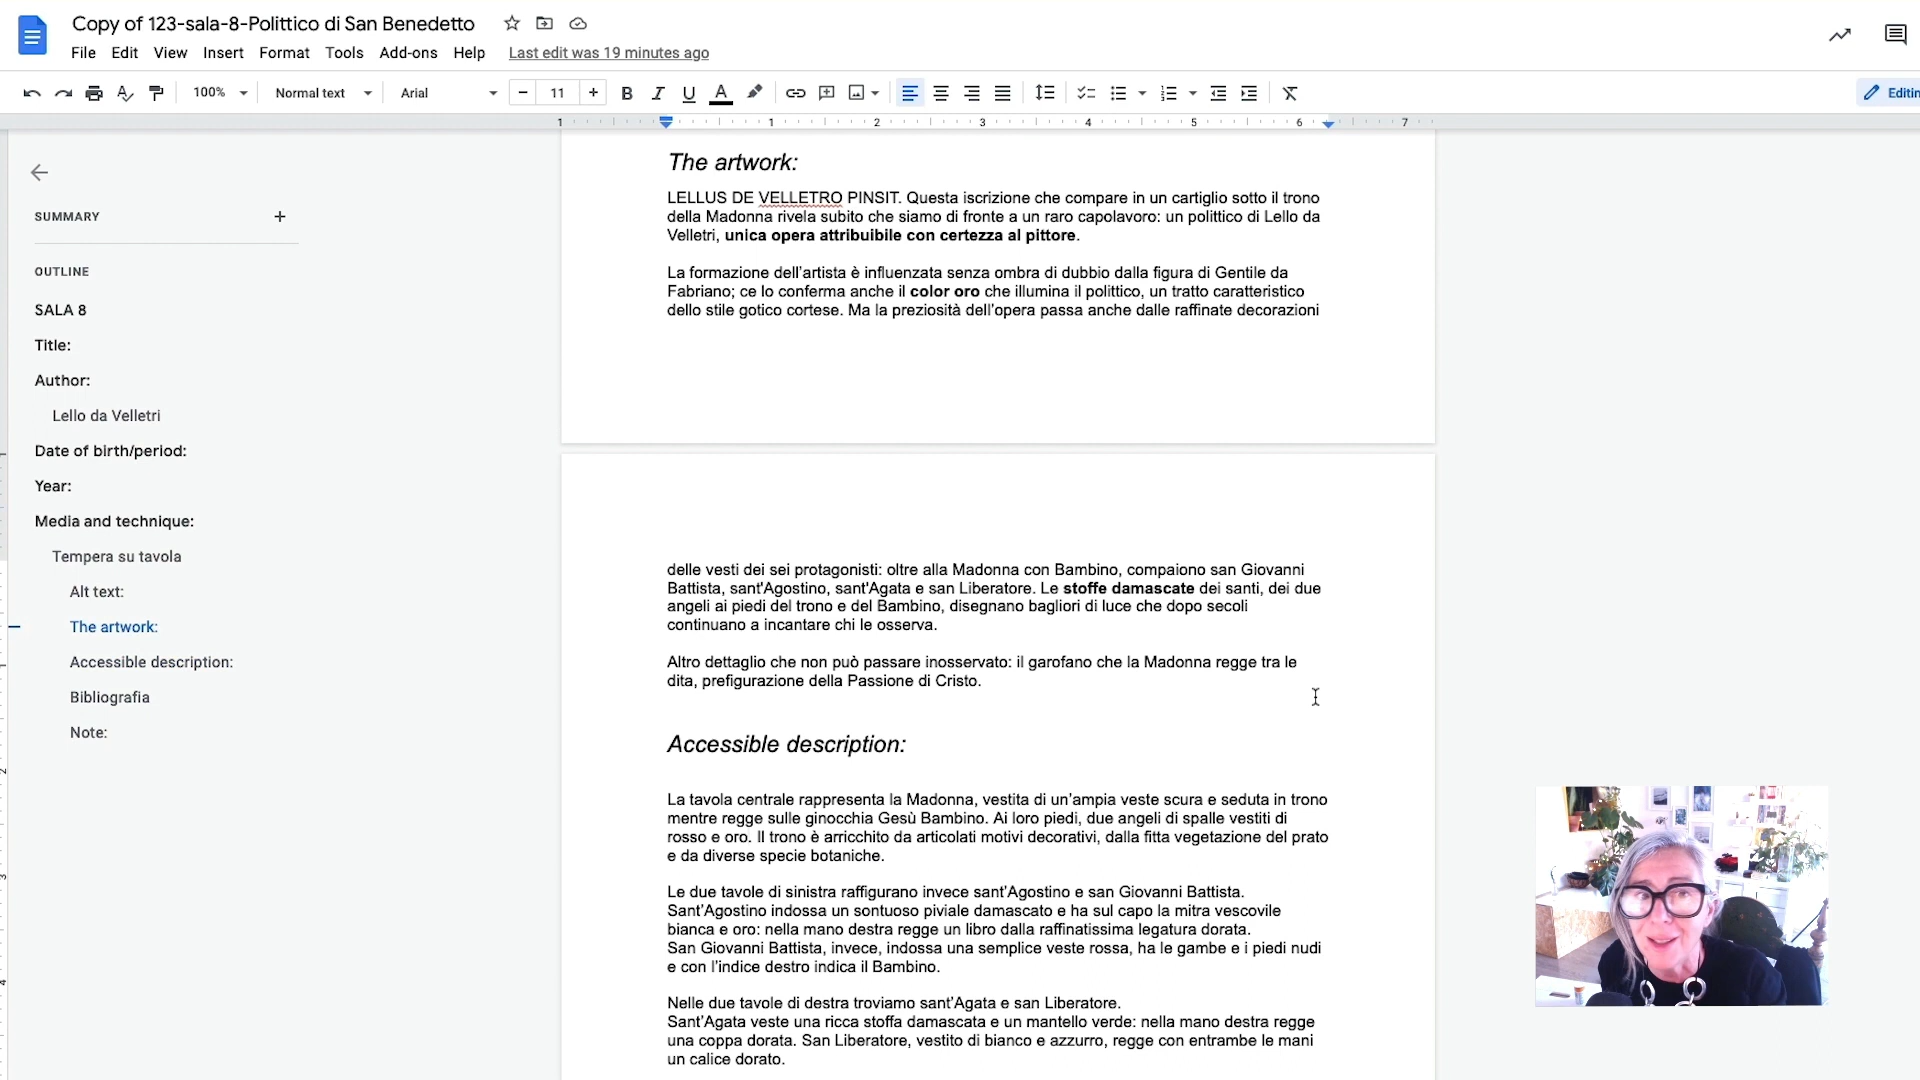 Copy of 123-sala-8-Polittico di San Benedetto
File Edit View Insert Format Tools Add-ons Help Last edit was 19 minutes ago
100% Normal text Arial 11 Editin
1 1 2 3 4 5 6 7
SUMMARY
OUTLINE
SALA 8
Title:
Author:
Lello da Velletri
Date of birth/period:
Year:
Media and technique:
Tempera su tavola
Alt text:
The artwork:
Accessible description:
Bibliografia
Note:
2
3
4
The artwork:
LELLUS DE VELLETRO PINSIT. Questa iscrizione che compare in un cartiglio sotto il trono
della Madonna rivela subito che siamo di fronte a un raro capolavoro: un polittico di Lello da
Velletri, unica opera attribuibile con certezza al pittore.
La formazione dell'artista è influenzata senza ombra di dubbio dalla figura di Gentile da
Fabriano; ce lo conferma anche il color oro che illumina il polittico, un tratto caratteristico
dello stile gotico cortese. Ma la preziosità dell'opera passa anche dalle raffinate decorazioni
delle vesti dei sei protagonisti: oltre alla Madonna con Bambino, compaiono san Giovanni
Battista, sant'Agostino, sant'Agata e san Liberatore. Le stoffe damascate dei santi, dei due
angeli ai piedi del trono e del Bambino, disegnano bagliori di luce che dopo secoli
continuano a incantare chi le osserva.
Altro dettaglio che non può passare inosservato: il garofano che la Madonna regge tra le
dita, prefigurazione della Passione di Cristo.
Accessible description:
La tavola centrale rappresenta la Madonna, vestita di un'ampia veste scura e seduta in trono
mentre regge sulle ginocchia Gesù Bambino. Ai loro piedi, due angeli di spalle vestiti di
rosso e oro. Il trono è arricchito da articolati motivi decorativi, dalla fitta vegetazione del prato
e da diverse specie botaniche.
Le due tavole di sinistra raffigurano invece sant'Agostino e san Giovanni Battista.
Sant'Agostino indossa un sontuoso piviale damascato e ha sul capo la mitra vescovile
bianca e oro: nella mano destra regge un libro dalla raffinatissima legatura dorata.
San Giovanni Battista, invece, indossa una semplice veste rossa, ha le gambe e i piedi nudi
e con l'indice destro indica il Bambino.
Nelle due tavole di destra troviamo sant'Agata e san Liberatore.
Sant'Agata veste una ricca stoffa damascata e un mantello verde: nella mano destra regge
una coppa dorata. San Liberatore, vestito di bianco e azzurro, regge con entrambe le mani
un calice dorato.